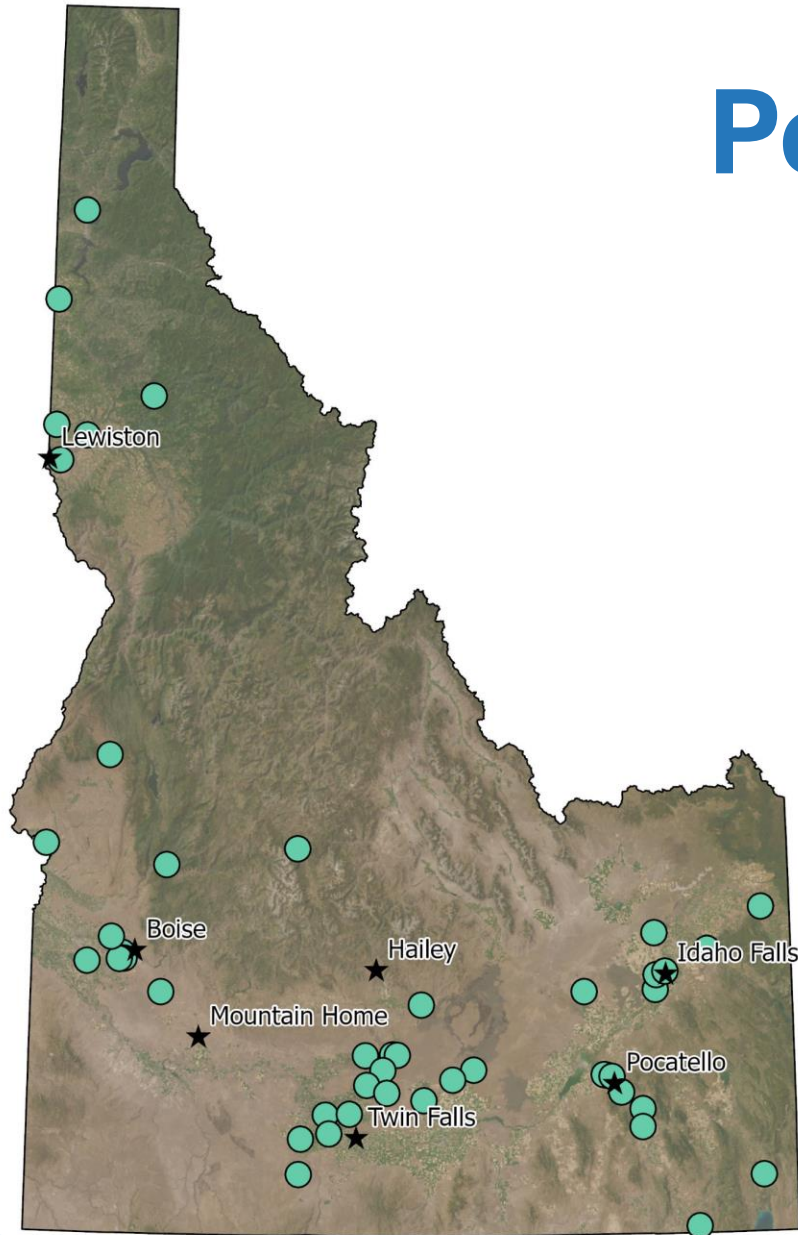 Lewiston
Boise
Hailey
Idaho Falls
Mountain Home
Pocatello
Twin Falls